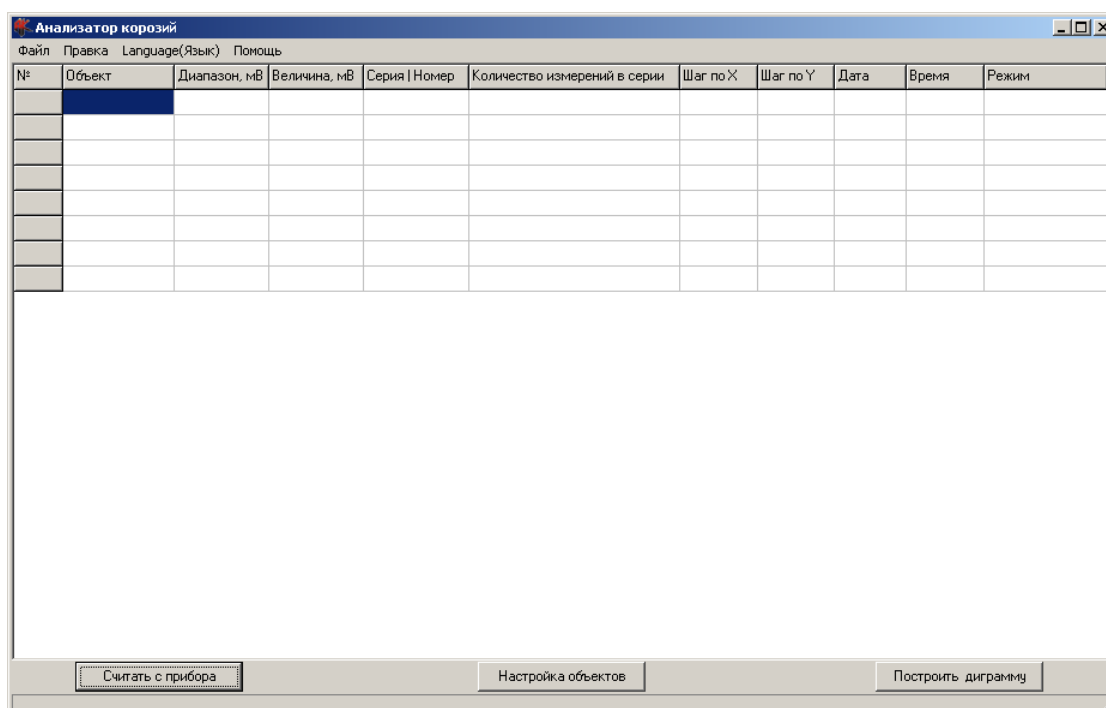 Анализатор корозий
Файл Правка Language(Язык) Помощь
№ Объект Диапазон, мВ Величина, мВ Серия | Номер Количество измерений в серии Шаг по X Шаг по Y Дата Время Режим
Считать с прибора Настройка объектов Построить диграмму